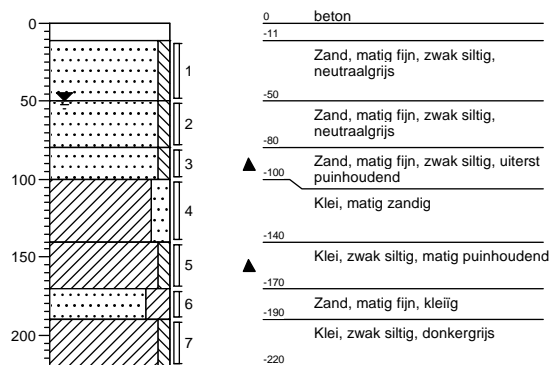 0
50
100
150
200
1
2
3
4
5
6
7
0 beton
-11
Zand, matig fijn, zwak siltig,
neutraalgrijs
-50
Zand, matig fijn, zwak siltig,
neutraalgrijs
-80
Zand, matig fijn, zwak siltig, uiterst
puinhoudend
-100
Klei, matig zandig
-140
Klei, zwak siltig, matig puinhoudend
-170
Zand, matig fijn, kleiïg
-190
Klei, zwak siltig, donkergrijs
-220